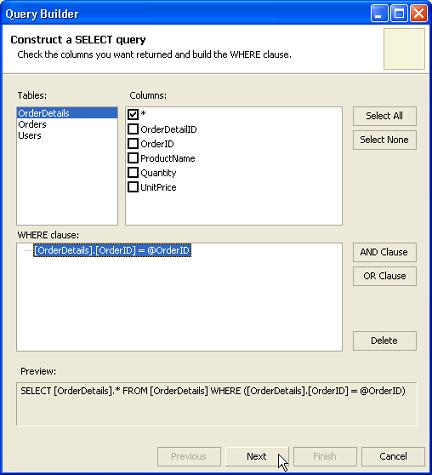 Query Builder
Construct a SELECT query
Check the columns you want returned and build the WHERE clause.
Tables:
Columns:
OrderDetails
Orders
Users
*
OrderDetailID
OrderID
ProductName
Quantity
UnitPrice
Select All
Select None
WHERE clause:
[OrderDetails].[OrderID] = @OrderID
AND Clause
OR Clause
Delete
Preview:
SELECT [OrderDetails].* FROM [OrderDetails] WHERE ([OrderDetails].[OrderID] = @OrderID)
Previous
Next
Finish
Cancel